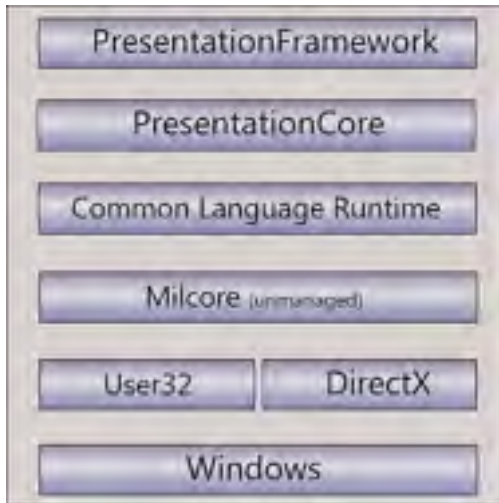 PresentationFramework
PresentationCore
Common Language Runtime
Milcore (unmanaged)
User32 DirectX
Windows